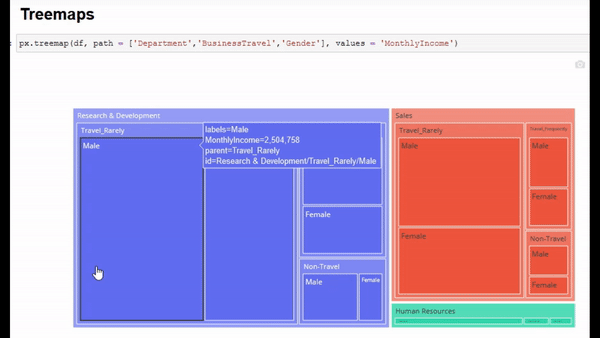 Treemaps
px.treemap(df, path = ['Department','BusinessTravel','Gender'], values = 'MonthlyIncome')
Research & Development
Travel_Rarely
Male
labels=Male
MonthlyIncome=2,504,758
parent=Travel_Rarely
id=Research & Development/Travel_Rarely/Male
Female
Non-Travel
Male
Female
Sales
Travel_Rarely
Male
Female
Travel_Frequently
Male
Female
Non-Travel
Male
Female
Human Resources